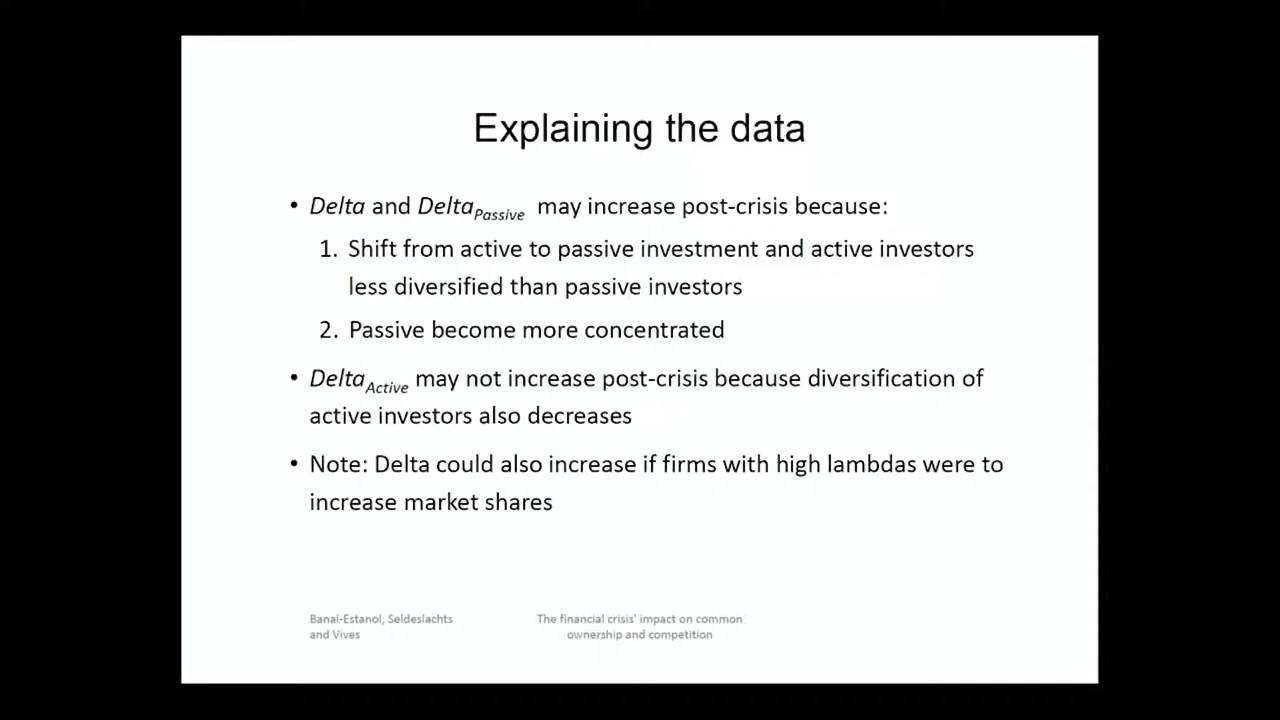 Explaining the data
• Delta and DeltaPassive may increase post-crisis because:
1. Shift from active to passive investment and active investors
less diversified than passive investors
2. Passive become more concentrated
• DeltaActive may not increase post-crisis because diversification of
active investors also decreases
• Note: Delta could also increase if firms with high lambdas were to
increase market shares
Banal-Estanol, Seldeslachts
and Vives
The financial crisis' impact on common
ownership and competition